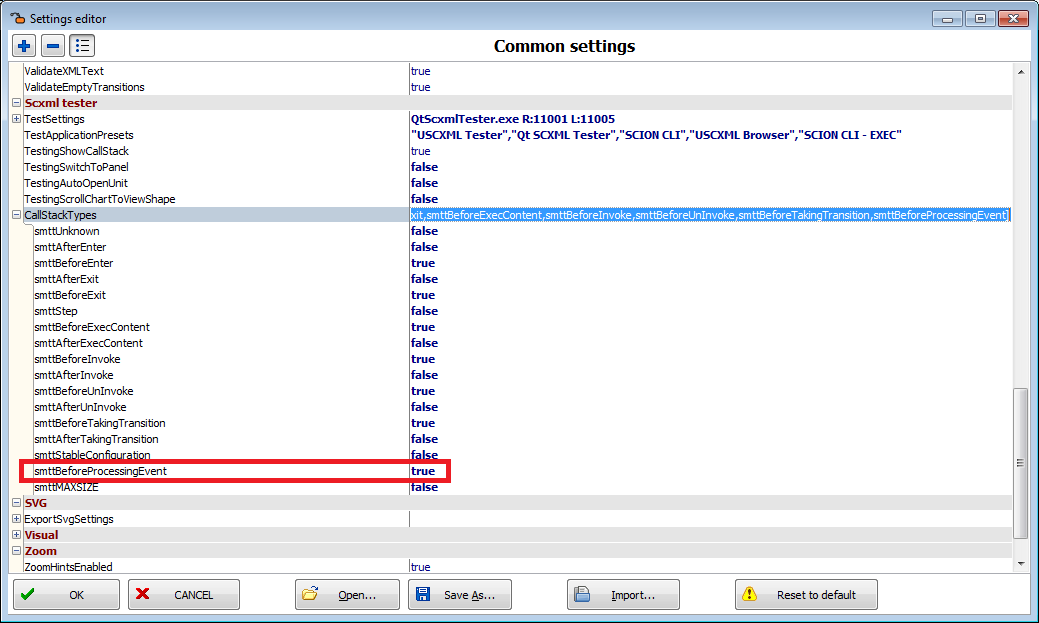 Settings editor
Common settings
ValidateXMLText true
ValidateEmptyTransitions true
Scxml tester
TestSettings QtScxmlTester.exe R:11001 L:11005
TestApplicationPresets "USCXML Tester","Qt SCXML Tester","SCION CLI","USCXML Browser","SCION CLI - EXEC"
TestingShowCallStack true
TestingSwitchToPanel false
TestingAutoOpenUnit false
TestingScrollChartToViewShape false
CallStackTypes xit,smttBeforeExecContent,smttBeforeInvoke,smttBeforeUnInvoke,smttBeforeTakingTransition,smttBeforeProcessingEvent]
smttUnknown false
smttAfterEnter false
smttBeforeEnter true
smttAfterExit false
smttBeforeExit true
smttStep false
smttBeforeExecContent true
smttAfterExecContent false
smttBeforeInvoke true
smttAfterInvoke false
smttBeforeUnInvoke true
smttAfterUnInvoke false
smttBeforeTakingTransition true
smttAfterTakingTransition false
smttStableConfiguration false
smttBeforeProcessingEvent true
smttMAXSIZE false
SVG
ExportSvgSettings
Visual
Zoom
ZoomHintsEnabled true
OK CANCEL Open... Save As... Import... Reset to default